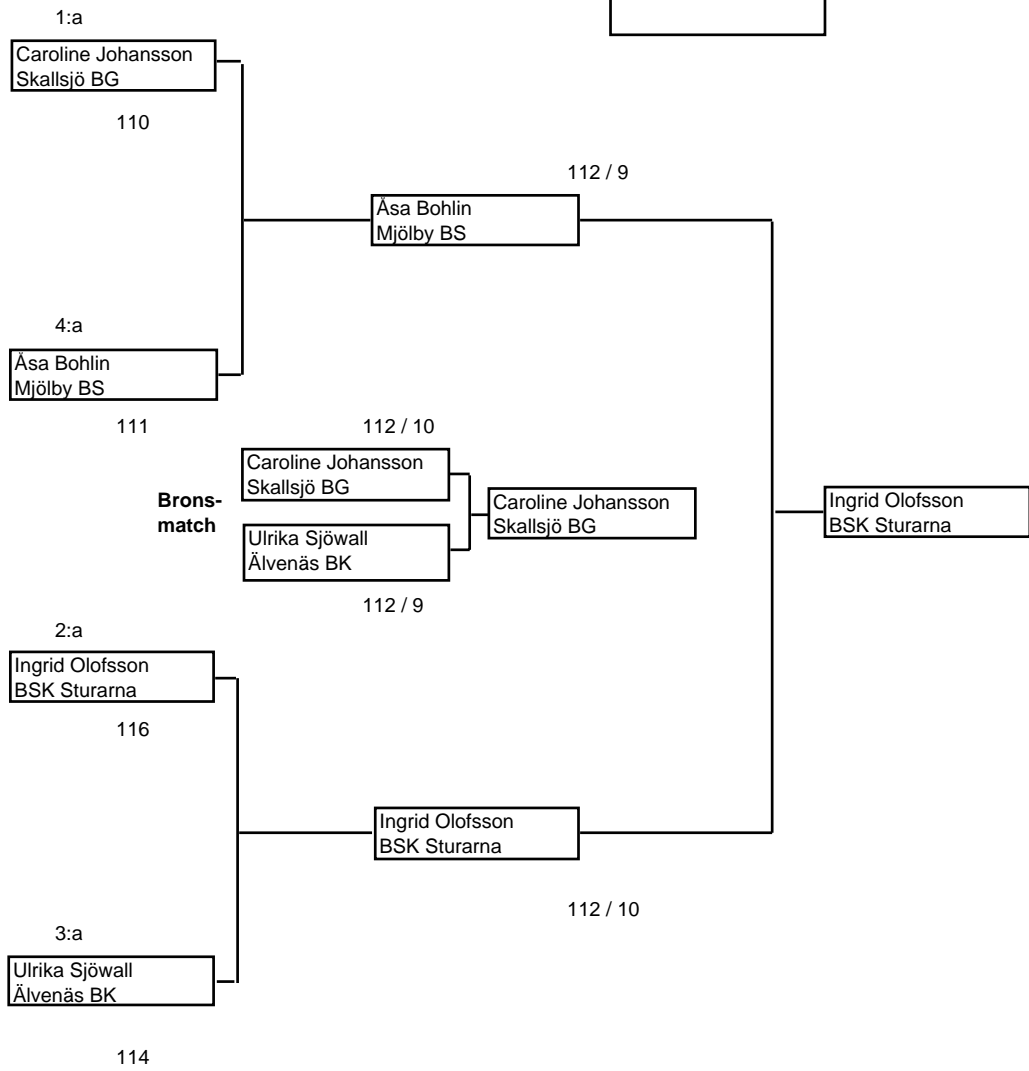 1:a
Caroline Johansson
Skallsjö BG
110
112 / 9
Åsa Bohlin
Mjölby BS
4:a
Åsa Bohlin
Mjölby BS
111
112 / 10
Caroline Johansson
Skallsjö BG
Brons-
match
Caroline Johansson
Skallsjö BG
Ingrid Olofsson
BSK Sturarna
Ulrika Sjöwall
Älvenäs BK
112 / 9
2:a
Ingrid Olofsson
BSK Sturarna
116
Ingrid Olofsson
BSK Sturarna
112 / 10
3:a
Ulrika Sjöwall
Älvenäs BK
114